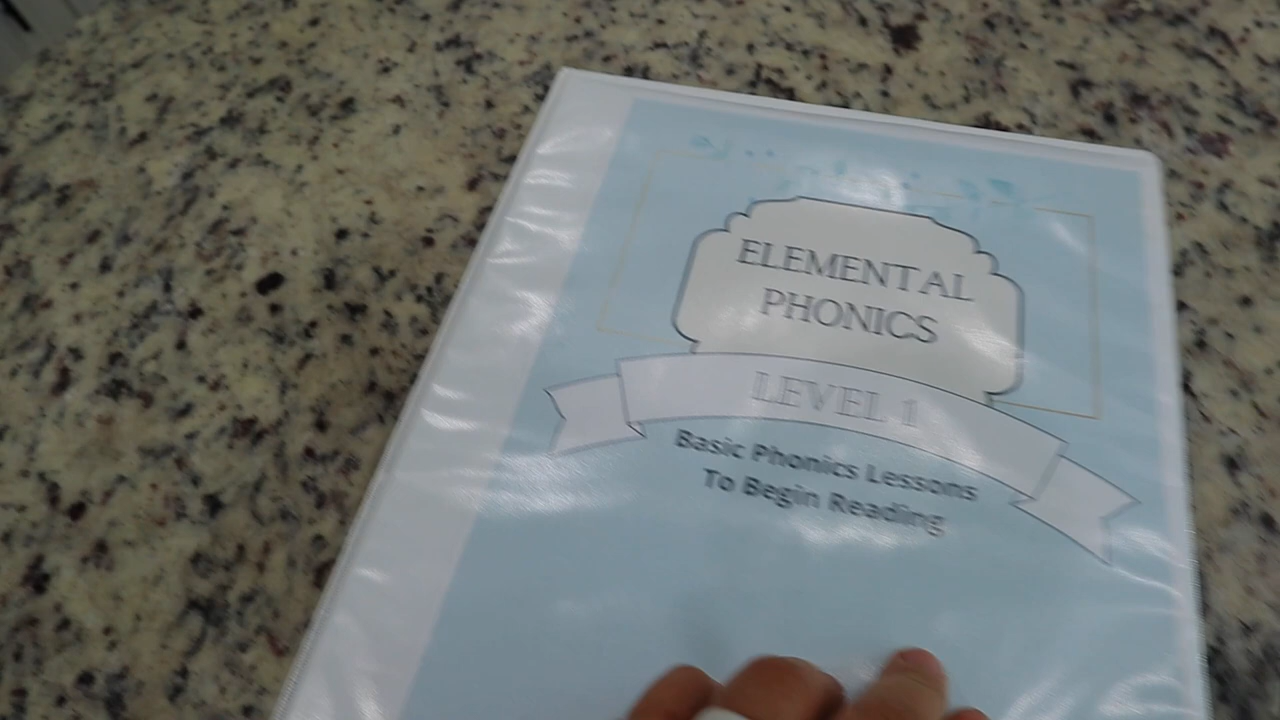 ELEMENTAL
PHONICS
LEVEL 1
Basic Phonics Lessons
To Begin Reading